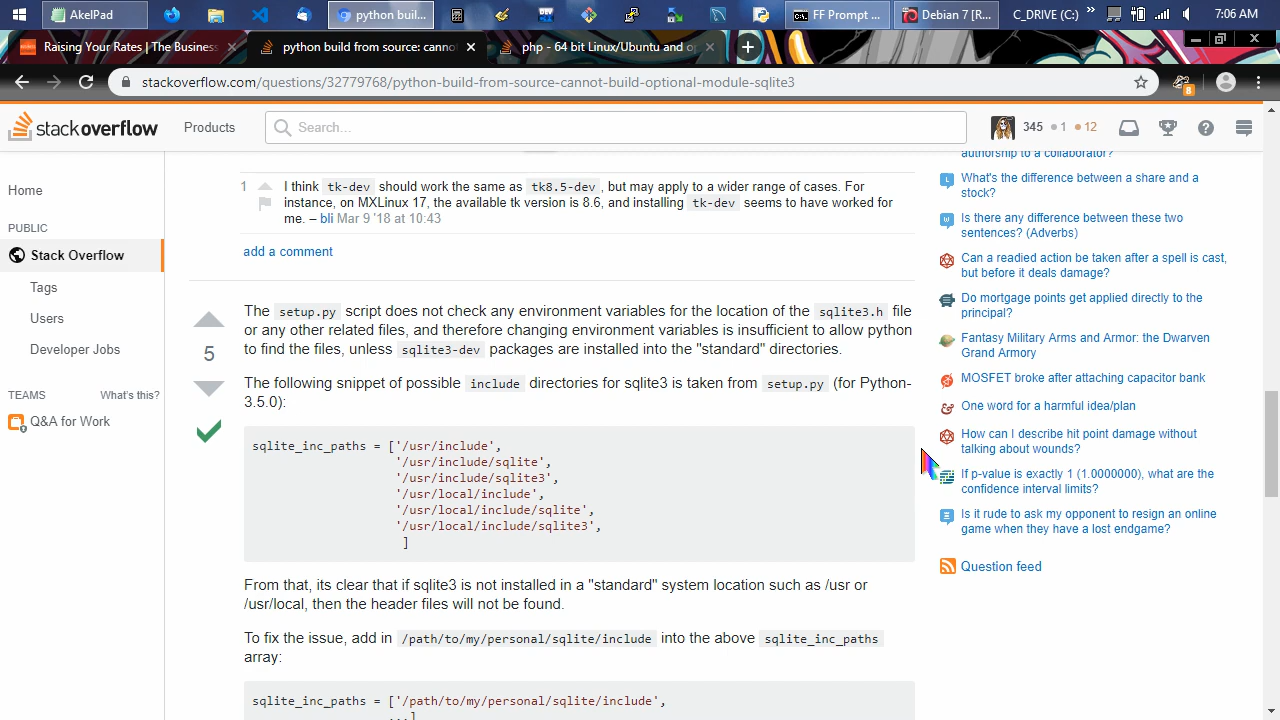 AkelPad
python buil...
FF Prompt ...
Debian 7 [R...
C_DRIVE (C:)
7:06 AM
Raising Your Rates | The Business
python build from source: cannot
php - 64 bit Linux/Ubuntu and or
stackoverflow.com/questions/32779768/python-build-from-source-cannot-build-optional-module-sqlite3
8
stackoverflow
Products
Search...
345 1 12
Home
PUBLIC
Stack Overflow
Tags
Users
Developer Jobs
TEAMS
What's this?
Q&A for Work
1
I think tk-dev should work the same as tk8.5-dev, but may apply to a wider range of cases. For
instance, on MXLinux 17, the available tk version is 8.6, and installing tk-dev seems to have worked for
me. – bli Mar 9 '18 at 10:43
add a comment
5
The setup.py script does not check any environment variables for the location of the sqlite3.h file
or any other related files, and therefore changing environment variables is insufficient to allow python
to find the files, unless sqlite3-dev packages are installed into the "standard" directories.
The following snippet of possible include directories for sqlite3 is taken from setup.py (for Python-
3.5.0):
sqlite_inc_paths = ['/usr/include',
'/usr/include/sqlite',
'/usr/include/sqlite3',
'/usr/local/include',
'/usr/local/include/sqlite',
'/usr/local/include/sqlite3',
]
From that, its clear that if sqlite3 is not installed in a "standard" system location such as /usr or
/usr/local, then the header files will not be found.
To fix the issue, add in /path/to/my/personal/sqlite/include into the above sqlite_inc_paths
array:
sqlite_inc_paths = ['/path/to/my/personal/sqlite/include',
...]
authorship to a collaborator?
What's the difference between a share and a
stock?
Is there any difference between these two
sentences? (Adverbs)
Can a readied action be taken after a spell is cast,
but before it deals damage?
Do mortgage points get applied directly to the
principal?
Fantasy Military Arms and Armor: the Dwarven
Grand Armory
MOSFET broke after attaching capacitor bank
One word for a harmful idea/plan
How can I describe hit point damage without
talking about wounds?
If p-value is exactly 1 (1.0000000), what are the
confidence interval limits?
Is it rude to ask my opponent to resign an online
game when they have a lost endgame?
Question feed